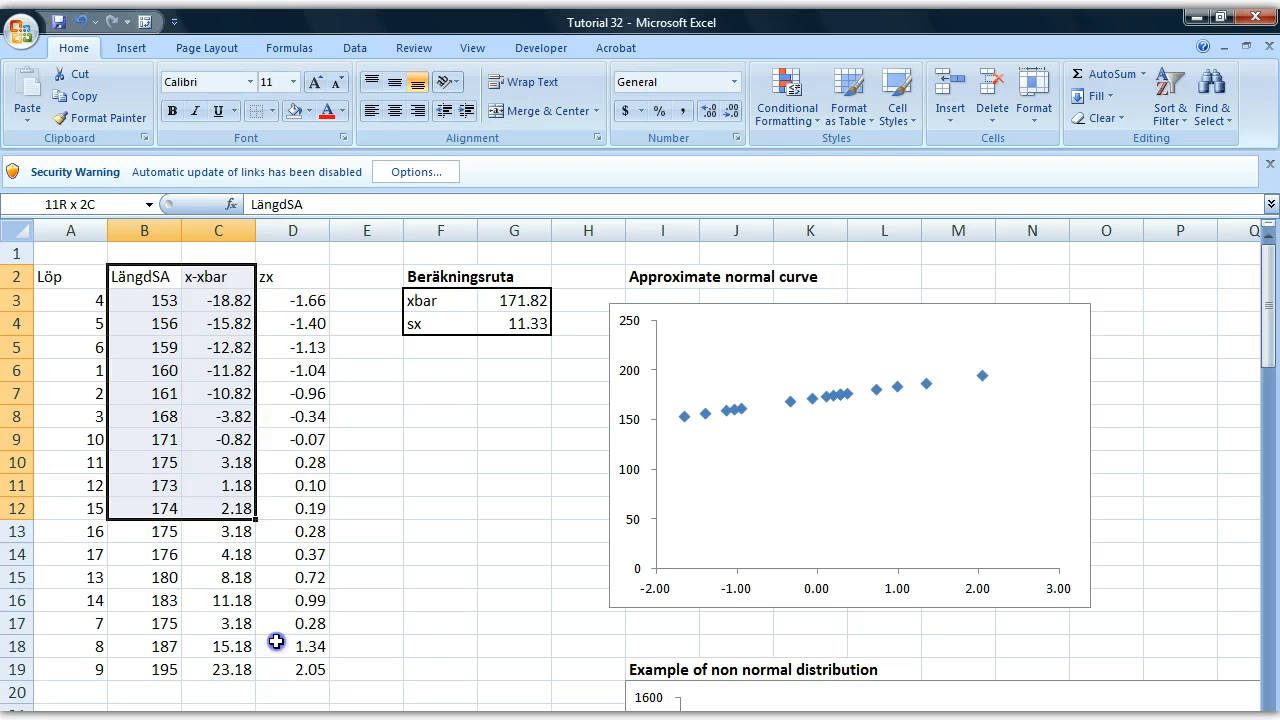 Tutorial 32 - Microsoft Excel
Home Insert Page Layout Formulas Data Review View Developer Acrobat
Paste Cut Copy Format Painter Clipboard
Calibri 11 A A B I U A Font
Wrap Text Merge & Center Alignment
General $ % , Number
Conditional Formatting Format as Table Cell Styles Styles
Insert Delete Format Cells
Σ AutoSum Fill Clear Sort & Filter Find & Select Editing
Security Warning Automatic update of links has been disabled Options...
11R x 2C fx LängdSA
A B C D E F G H I J K L M N O P Q
1
2 Löp LängdSA x-xbar zx Beräkningsruta Approximate normal curve
3 4 153 -18.82 -1.66 xbar 171.82
4 5 156 -15.82 -1.40 sx 11.33
5 6 159 -12.82 -1.13
6 1 160 -11.82 -1.04
7 2 161 -10.82 -0.96
8 3 168 -3.82 -0.34
9 10 171 -0.82 -0.07
10 11 175 3.18 0.28
11 12 173 1.18 0.10
12 15 174 2.18 0.19
13 16 175 3.18 0.28
14 17 176 4.18 0.37
15 13 180 8.18 0.72
16 14 183 11.18 0.99
17 7 175 3.18 0.28
18 8 187 15.18 1.34
19 9 195 23.18 2.05 Example of non normal distribution
20
250
200
150
100
50
0
-2.00 -1.00 0.00 1.00 2.00 3.00
1600